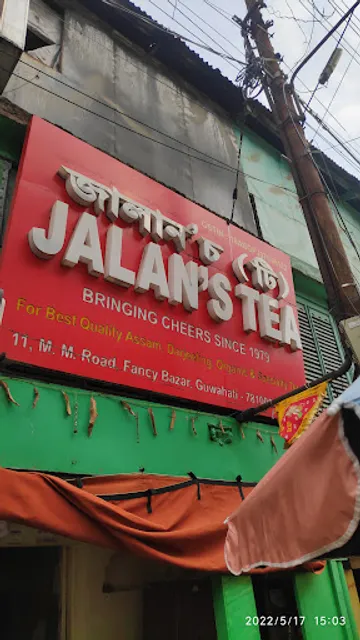 জালান'চ (টি)
JALAN'S TEA
BRINGING CHEERS SINCE 1979
For Best Quality Assam, Darjeeling, Organic &
11, M. M. Road, Fancy Bazar, Guwahati -
2022/5/17 15:03